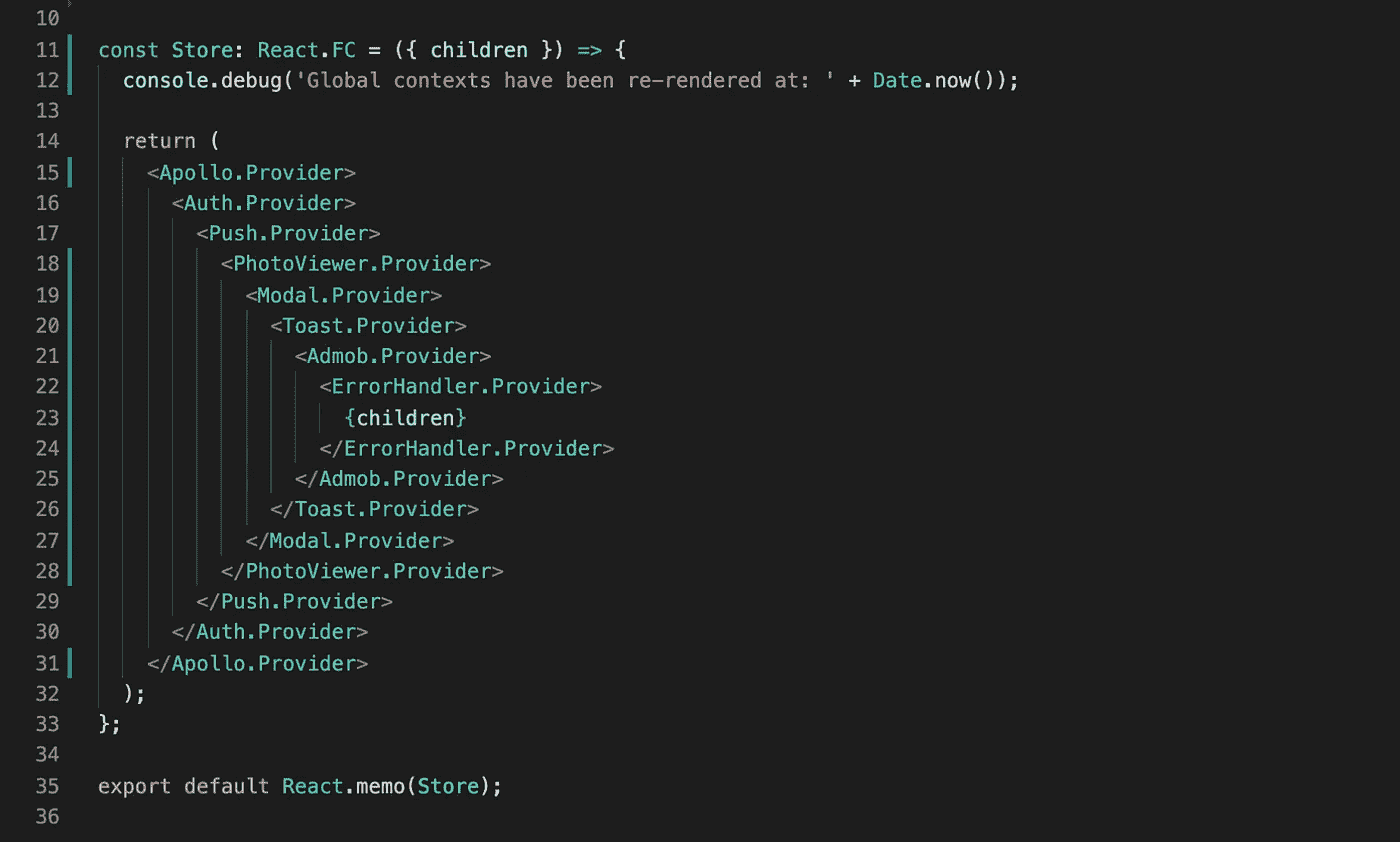 10
11 const Store: React.FC = ({ children }) => {
12   console.debug('Global contexts have been re-rendered at: ' + Date.now());
13
14   return (
15     <Apollo.Provider>
16       <Auth.Provider>
17         <Push.Provider>
18           <PhotoViewer.Provider>
19             <Modal.Provider>
20               <Toast.Provider>
21                 <Admob.Provider>
22                   <ErrorHandler.Provider>
23                     {children}
24                   </ErrorHandler.Provider>
25                 </Admob.Provider>
26               </Toast.Provider>
27             </Modal.Provider>
28           </PhotoViewer.Provider>
29         </Push.Provider>
30       </Auth.Provider>
31     </Apollo.Provider>
32   );
33 };
34
35 export default React.memo(Store);
36